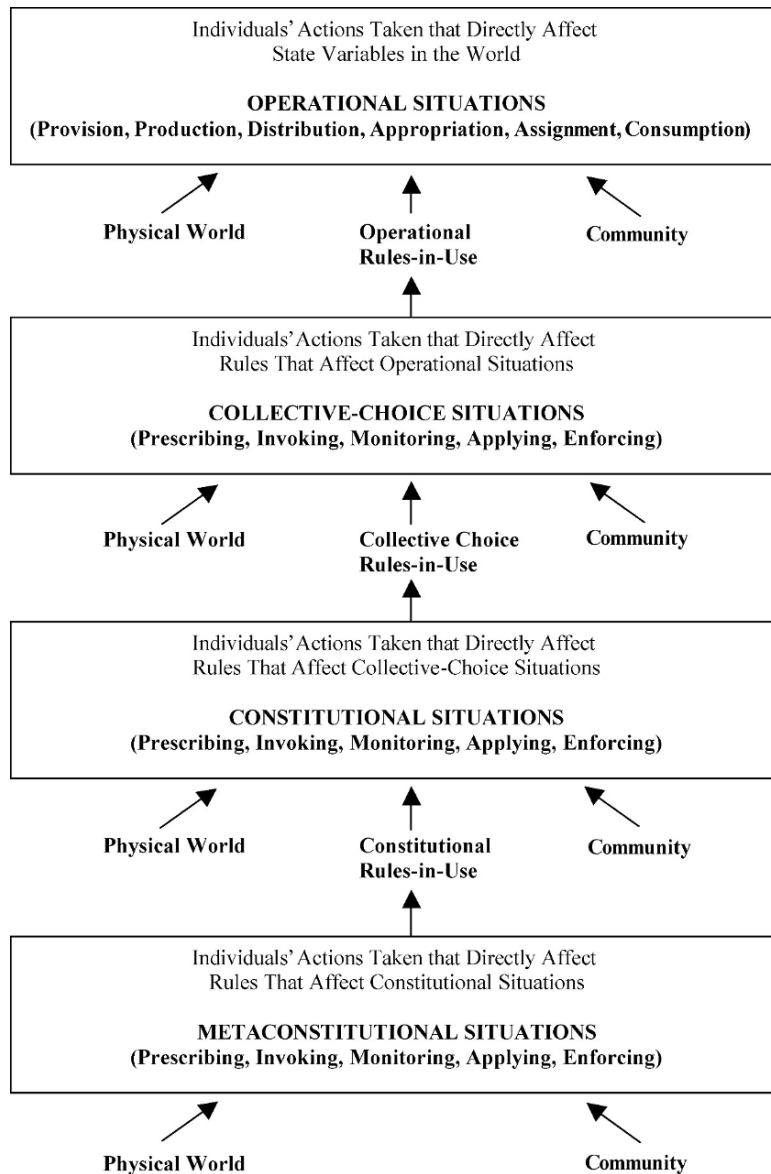 Individuals' Actions Taken that Directly Affect
State Variables in the World
OPERATIONAL SITUATIONS
(Provision, Production, Distribution, Appropriation, Assignment, Consumption)
Physical World
Operational
Rules-in-Use
Community
Individuals' Actions Taken that Directly Affect
Rules That Affect Operational Situations
COLLECTIVE-CHOICE SITUATIONS
(Prescribing, Invoking, Monitoring, Applying, Enforcing)
Physical World
Collective Choice
Rules-in-Use
Community
Individuals' Actions Taken that Directly Affect
Rules That Affect Collective-Choice Situations
CONSTITUTIONAL SITUATIONS
(Prescribing, Invoking, Monitoring, Applying, Enforcing)
Physical World
Constitutional
Rules-in-Use
Community
Individuals' Actions Taken that Directly Affect
Rules That Affect Constitutional Situations
METACONSTITUTIONAL SITUATIONS
(Prescribing, Invoking, Monitoring, Applying, Enforcing)
Physical World
Community